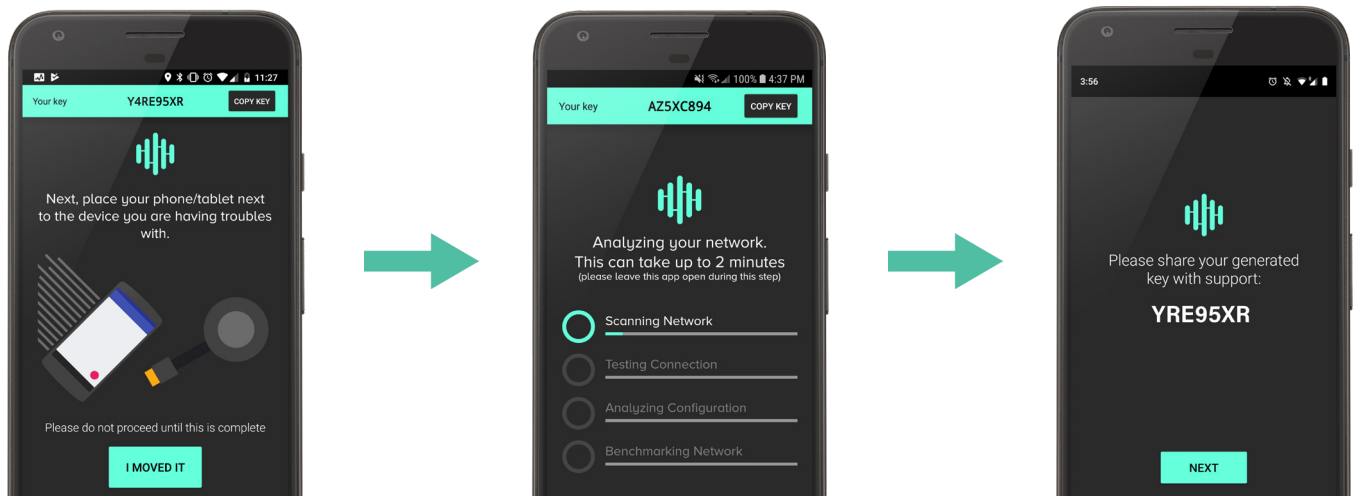 11:27
Your key
Y4RE95XR
COPY KEY
Next, place your phone/tablet next
to the device you are having troubles
with.
Please do not proceed until this is complete
I MOVED IT
100% 4:37 PM
Your key
AZ5XC894
COPY KEY
Analyzing your network.
This can take up to 2 minutes
(please leave this app open during this step)
Scanning Network
Testing Connection
Analyzing Configuration
Benchmarking Network
3:56
Please share your generated
key with support:
YRE95XR
NEXT